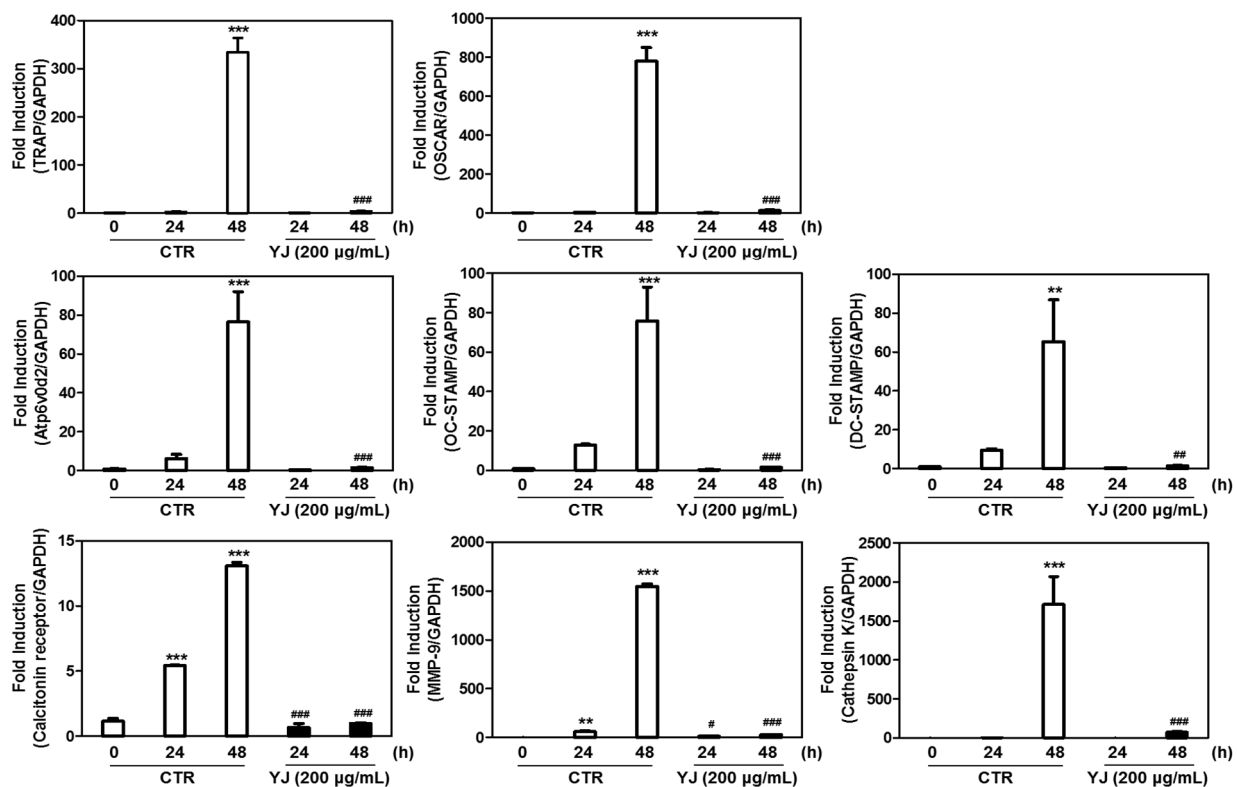 Fold Induction
(TRAP/GAPDH)
400
300
200
100
0
***
###
0 24 48 24 48 (h)
CTR YJ (200 µg/mL)
Fold Induction
(OSCAR/GAPDH)
1000
800
600
400
200
0
***
###
0 24 48 24 48 (h)
CTR YJ (200 µg/mL)
Fold Induction
(Atp6v0d2/GAPDH)
100
80
60
40
20
0
***
###
0 24 48 24 48 (h)
CTR YJ (200 µg/mL)
Fold Induction
(OC-STAMP/GAPDH)
100
80
60
40
20
0
***
###
0 24 48 24 48 (h)
CTR YJ (200 µg/mL)
Fold Induction
(DC-STAMP/GAPDH)
100
80
60
40
20
0
**
##
0 24 48 24 48 (h)
CTR YJ (200 µg/mL)
Fold Induction
(Calcitonin receptor/GAPDH)
15
10
5
0
***
***
###
###
0 24 48 24 48 (h)
CTR YJ (200 µg/mL)
Fold Induction
(MMP-9/GAPDH)
2000
1500
1000
500
0
**
***
#
###
0 24 48 24 48 (h)
CTR YJ (200 µg/mL)
Fold Induction
(Cathepsin K/GAPDH)
2500
2000
1500
1000
500
0
***
###
0 24 48 24 48 (h)
CTR YJ (200 µg/mL)